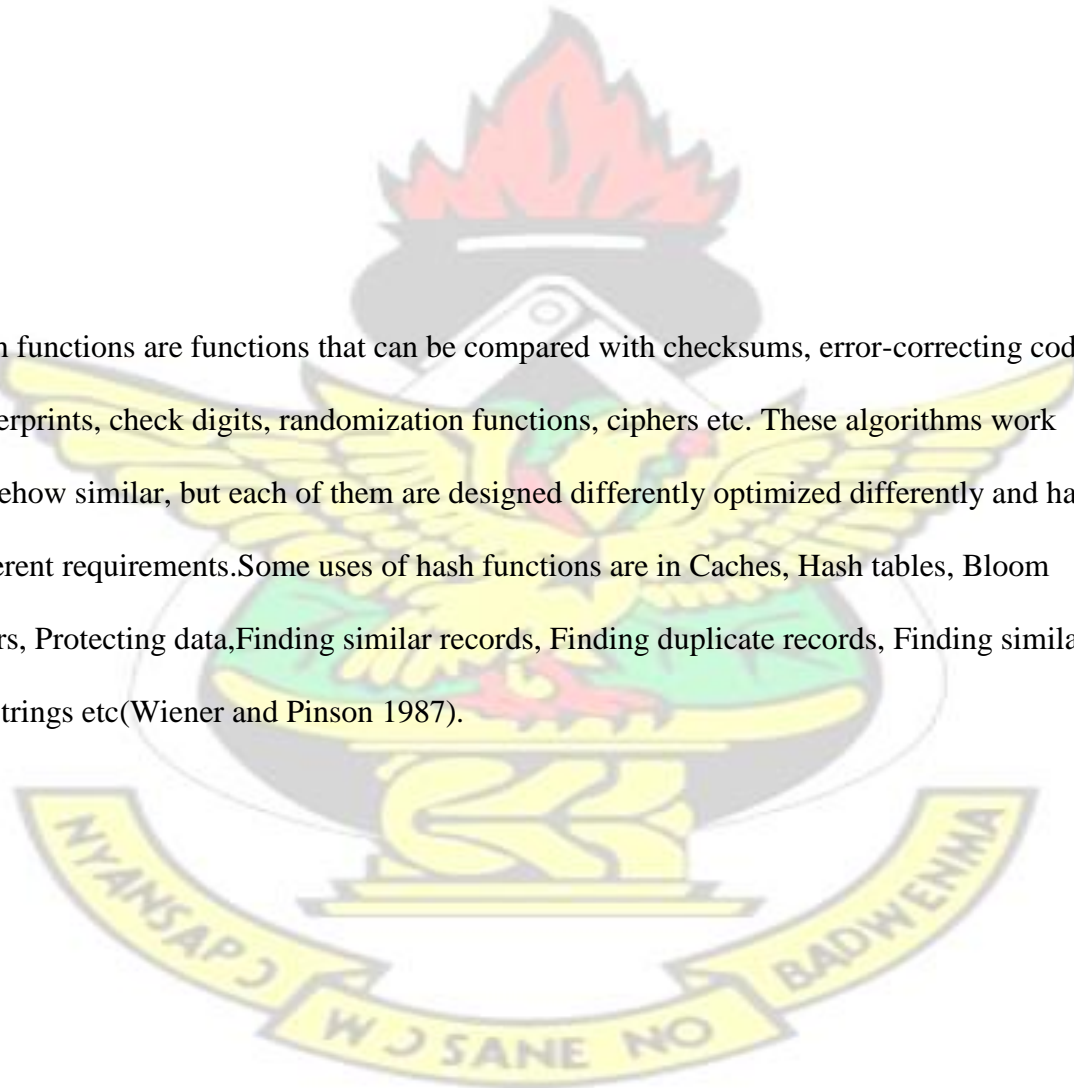 n functions are functions that can be compared with checksums, error-correcting cod
erprints, check digits, randomization functions, ciphers etc. These algorithms work
ehow similar, but each of them are designed differently optimized differently and ha
erent requirements.Some uses of hash functions are in Caches, Hash tables, Bloom
rs, Protecting data,Finding similar records, Finding duplicate records, Finding simila
trings etc(Wiener and Pinson 1987).
NYANSAPƆ
WƆ SANE NO
BADWENMA